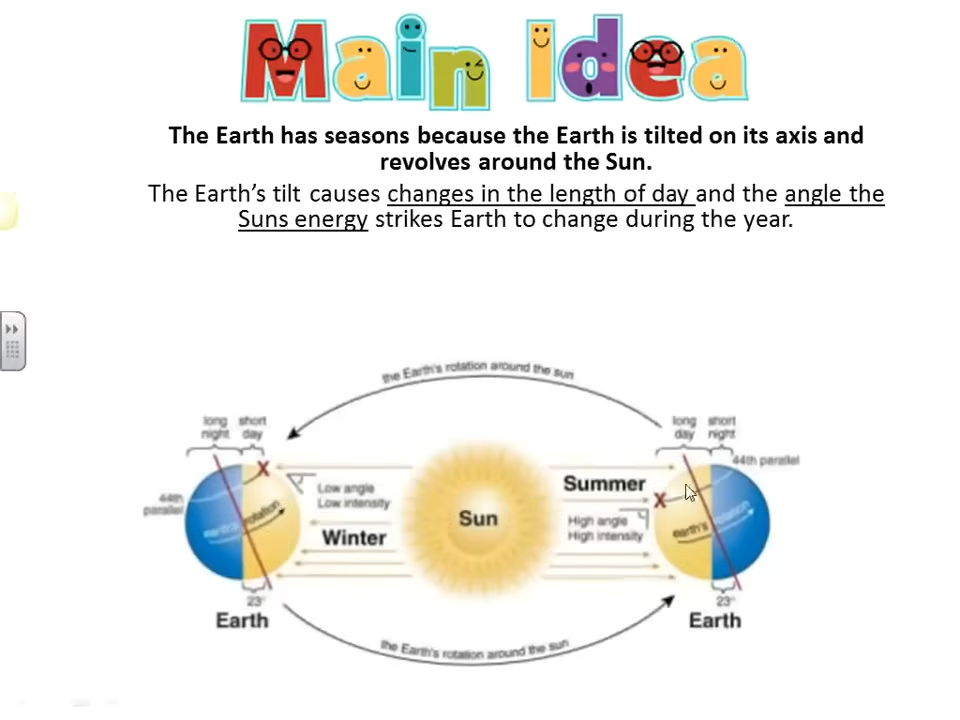 Main Idea
The Earth has seasons because the Earth is tilted on its axis and
revolves around the Sun.
The Earth's tilt causes changes in the length of day and the angle the
Suns energy strikes Earth to change during the year.
the Earth's rotation around the sun
long night
short day
long day
short night
44th parallel
44th parallel
X
X
Low angle
Low intensity
Winter
Sun
Summer
High angle
High intensity
earth's rotation
earth's rotation
23°
23°
Earth
Earth
the Earth's rotation around the sun